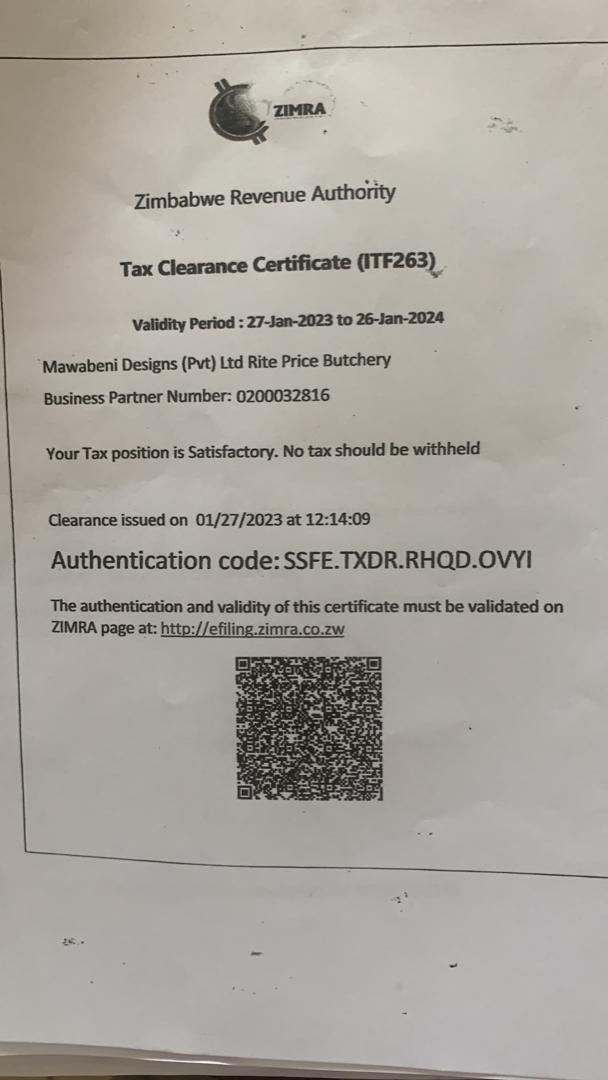 ZIMRA
Zimbabwe Revenue Authority
Tax Clearance Certificate (ITF263)
Validity Period : 27-Jan-2023 to 26-Jan-2024
Mawabeni Designs (Pvt) Ltd Rite Price Butchery
Business Partner Number: 0200032816
Your Tax position is Satisfactory. No tax should be withheld
Clearance issued on 01/27/2023 at 12:14:09
Authentication code: SSFE.TXDR.RHQD.OVYI
The authentication and validity of this certificate must be validated on
ZIMRA page at: http://efiling.zimra.co.zw